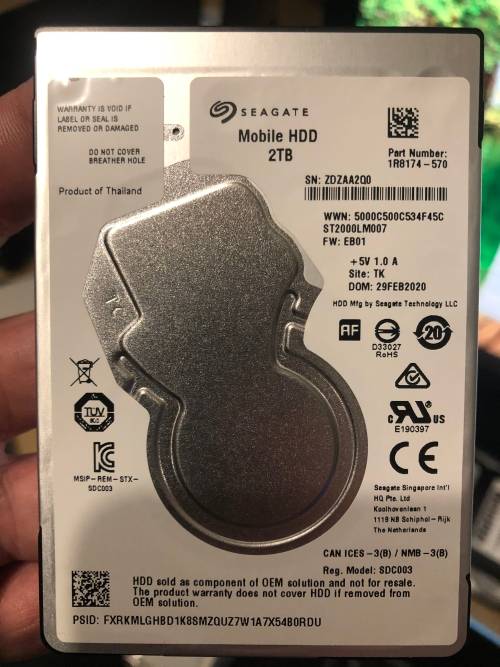 WARRANTY IS VOID IF
LABEL OR SEAL IS
REMOVED OR DAMAGED
DO NOT COVER
BREATHER HOLE
Product of Thailand
SEAGATE
Mobile HDD
2TB
Part Number:
1R8174-570
SN: ZDZAA2Q0
WWN: 5000C500C534F45C
ST2000LM007
FW: EB01
+5V 1.0 A
Site: TK
DOM: 29FEB2020
HDD Mfg by Seagate Technology LLC
AF
20
D33027
RoHS
TUV
c RU US
E190397
MSIP-REM-STX-
SDC003
CE
Seagate Singapore Int'l
HQ Pte. Ltd
Koolhovenlaan 1
1119 NB Schiphol-Rijk
The Netherlands
CAN ICES-3(B) / NMB-3(B)
Reg. Model: SDC003
HDD sold as component of OEM solution and not for resale.
The product warranty does not cover HDD if removed from
OEM solution.
PSID: FXRKMLGHBD1K8SMZQUZ7W1A7X54B0RDU